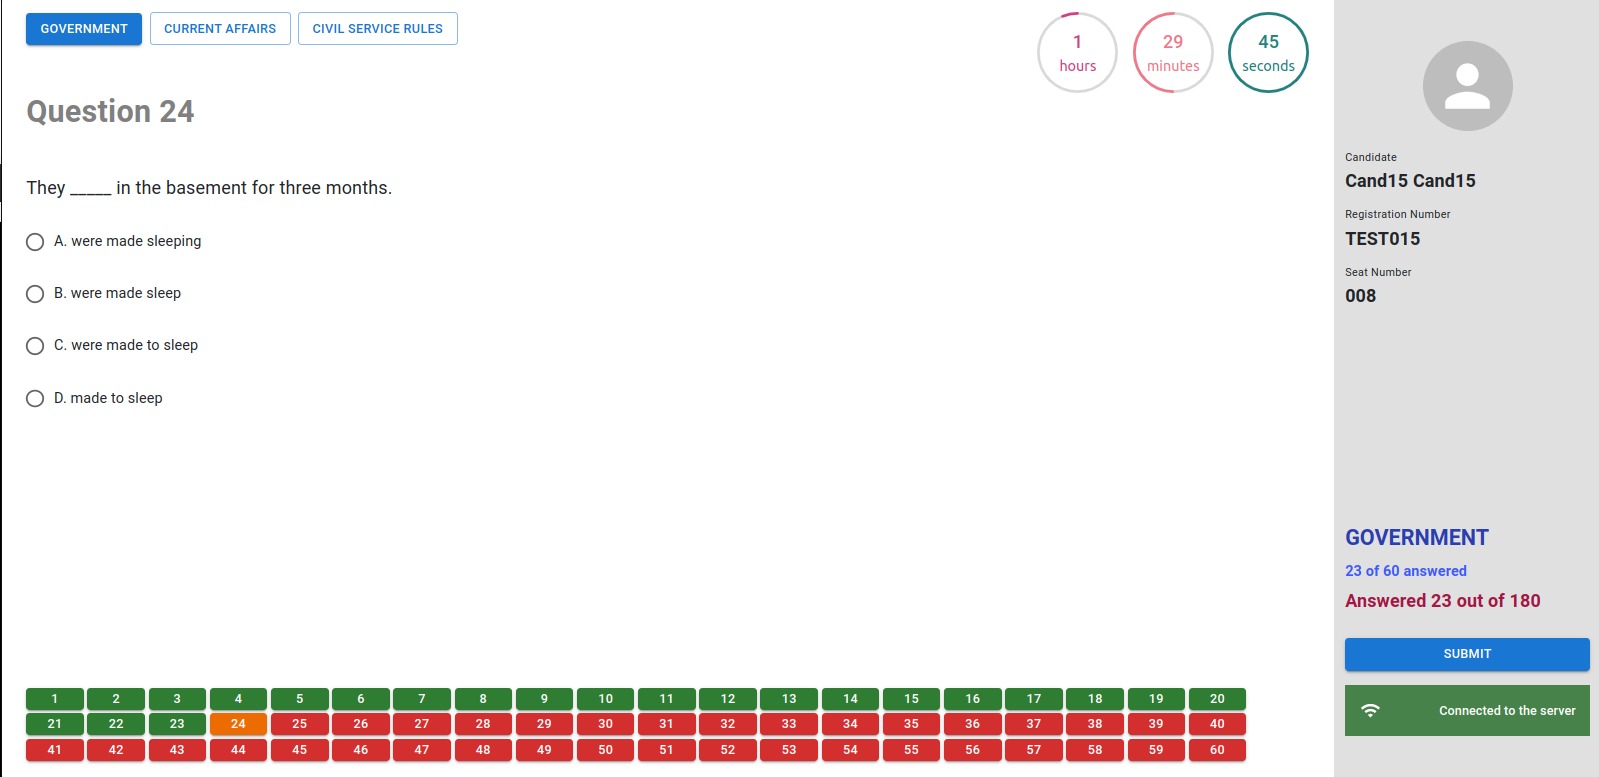 GOVERNMENT CURRENT AFFAIRS CIVIL SERVICE RULES
1 hours
29 minutes
45 seconds
Question 24
They _____ in the basement for three months.
A. were made sleeping
B. were made sleep
C. were made to sleep
D. made to sleep
1 2 3 4 5 6 7 8 9 10 11 12 13 14 15 16 17 18 19 20
21 22 23 24 25 26 27 28 29 30 31 32 33 34 35 36 37 38 39 40
41 42 43 44 45 46 47 48 49 50 51 52 53 54 55 56 57 58 59 60
Candidate
Cand15 Cand15
Registration Number
TEST015
Seat Number
008
GOVERNMENT
23 of 60 answered
Answered 23 out of 180
SUBMIT
Connected to the server